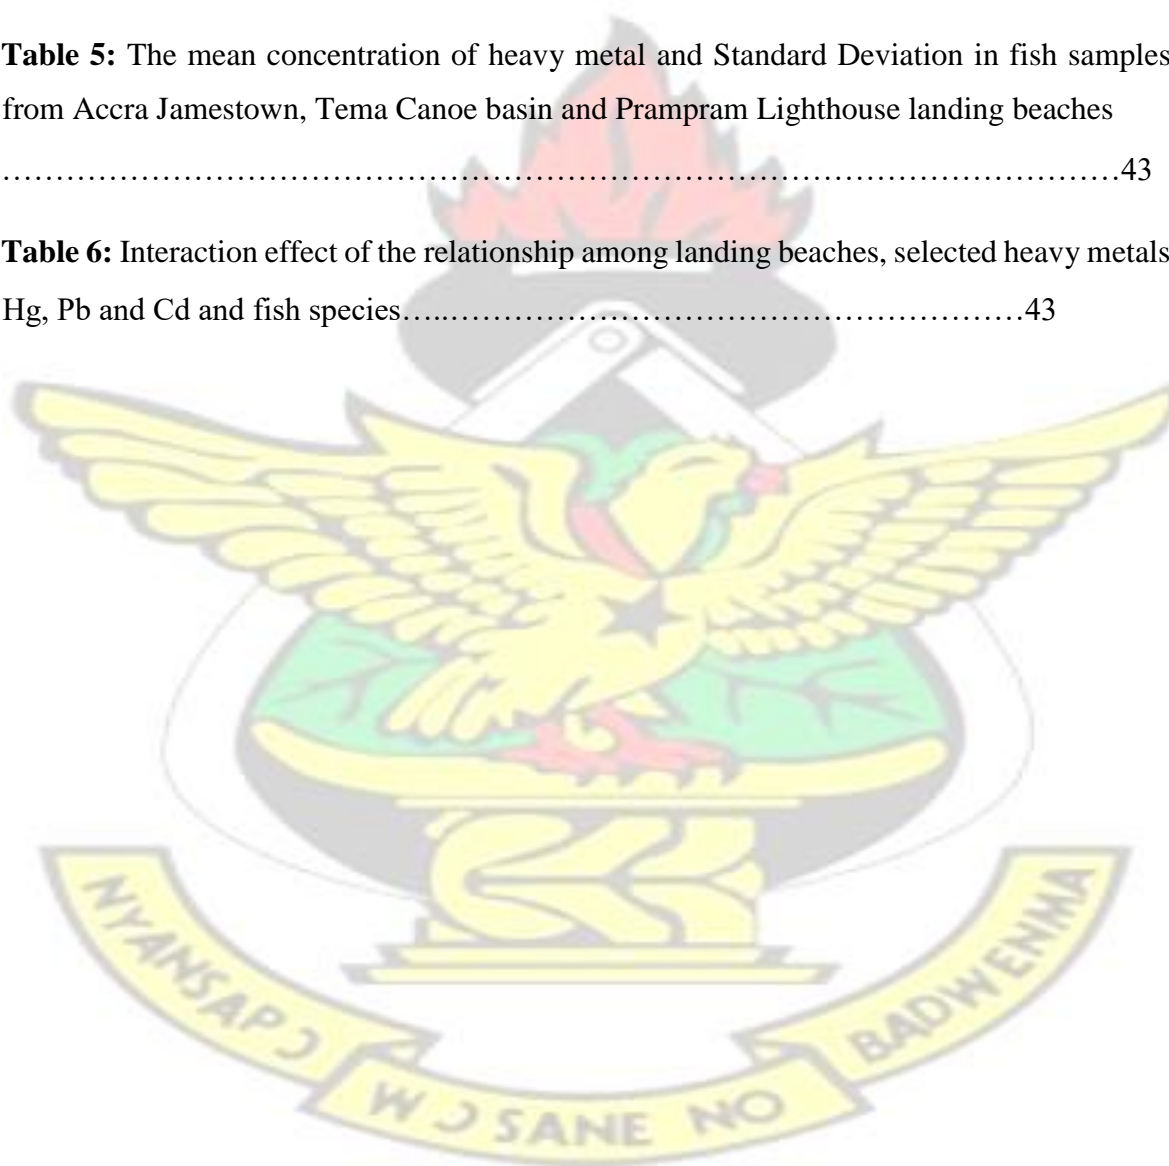 Table 5: The mean concentration of heavy metal and Standard Deviation in fish samples
from Accra Jamestown, Tema Canoe basin and Prampram Lighthouse landing beaches
…………………………………………………………………………………………43
Table 6: Interaction effect of the relationship among landing beaches, selected heavy metals
Hg, Pb and Cd and fish species…..………………………………………………43
NYANSAPƆ
WƆSANE NO
BADWENMA